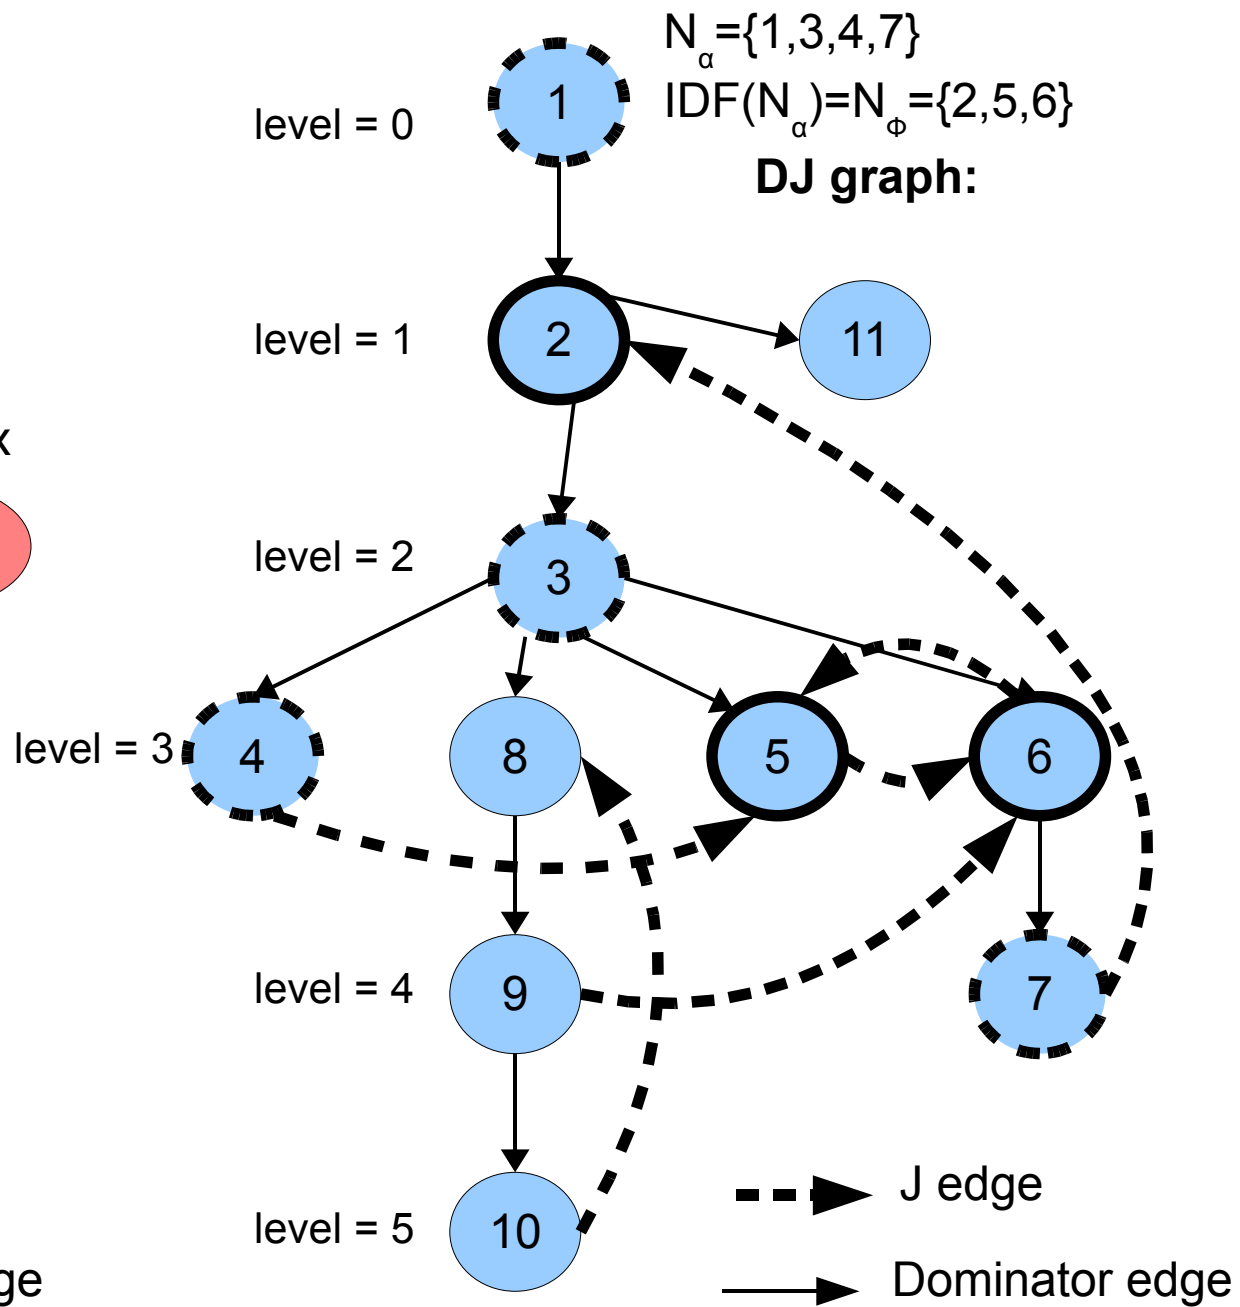 N_α={1,3,4,7}
IDF(N_α)=N_Φ={2,5,6}
DJ graph:
level = 0
1
level = 1
2
11
x
level = 2
3
level = 3
4
8
5
6
level = 4
9
7
level = 5
10
J edge
ge
Dominator edge